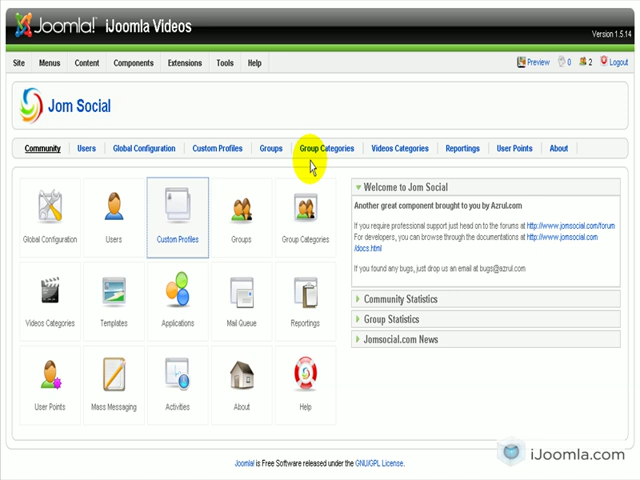 Joomla! iJoomla Videos
Version 1.5.14
Site Menus Content Components Extensions Tools Help
Preview 0 2 Logout
Jom Social
Community Users Global Configuration Custom Profiles Groups Group Categories Videos Categories Reportings User Points About
Global Configuration Users Custom Profiles Groups Group Categories
Videos Categories Templates Applications Mail Queue Reportings
User Points Mass Messaging Activities About Help
Welcome to Jom Social
Another great component brought to you by Azrul.com
If you require professional support just head on to the forums at http://www.jomsocial.com/forum
For developers, you can browse through the documentations at http://www.jomsocial.com
/docs.html
If you found any bugs, just drop us an email at bugs@azrul.com
Community Statistics
Group Statistics
Jomsocial.com News
Joomla! is Free Software released under the GNU/GPL License.
iJoomla.com